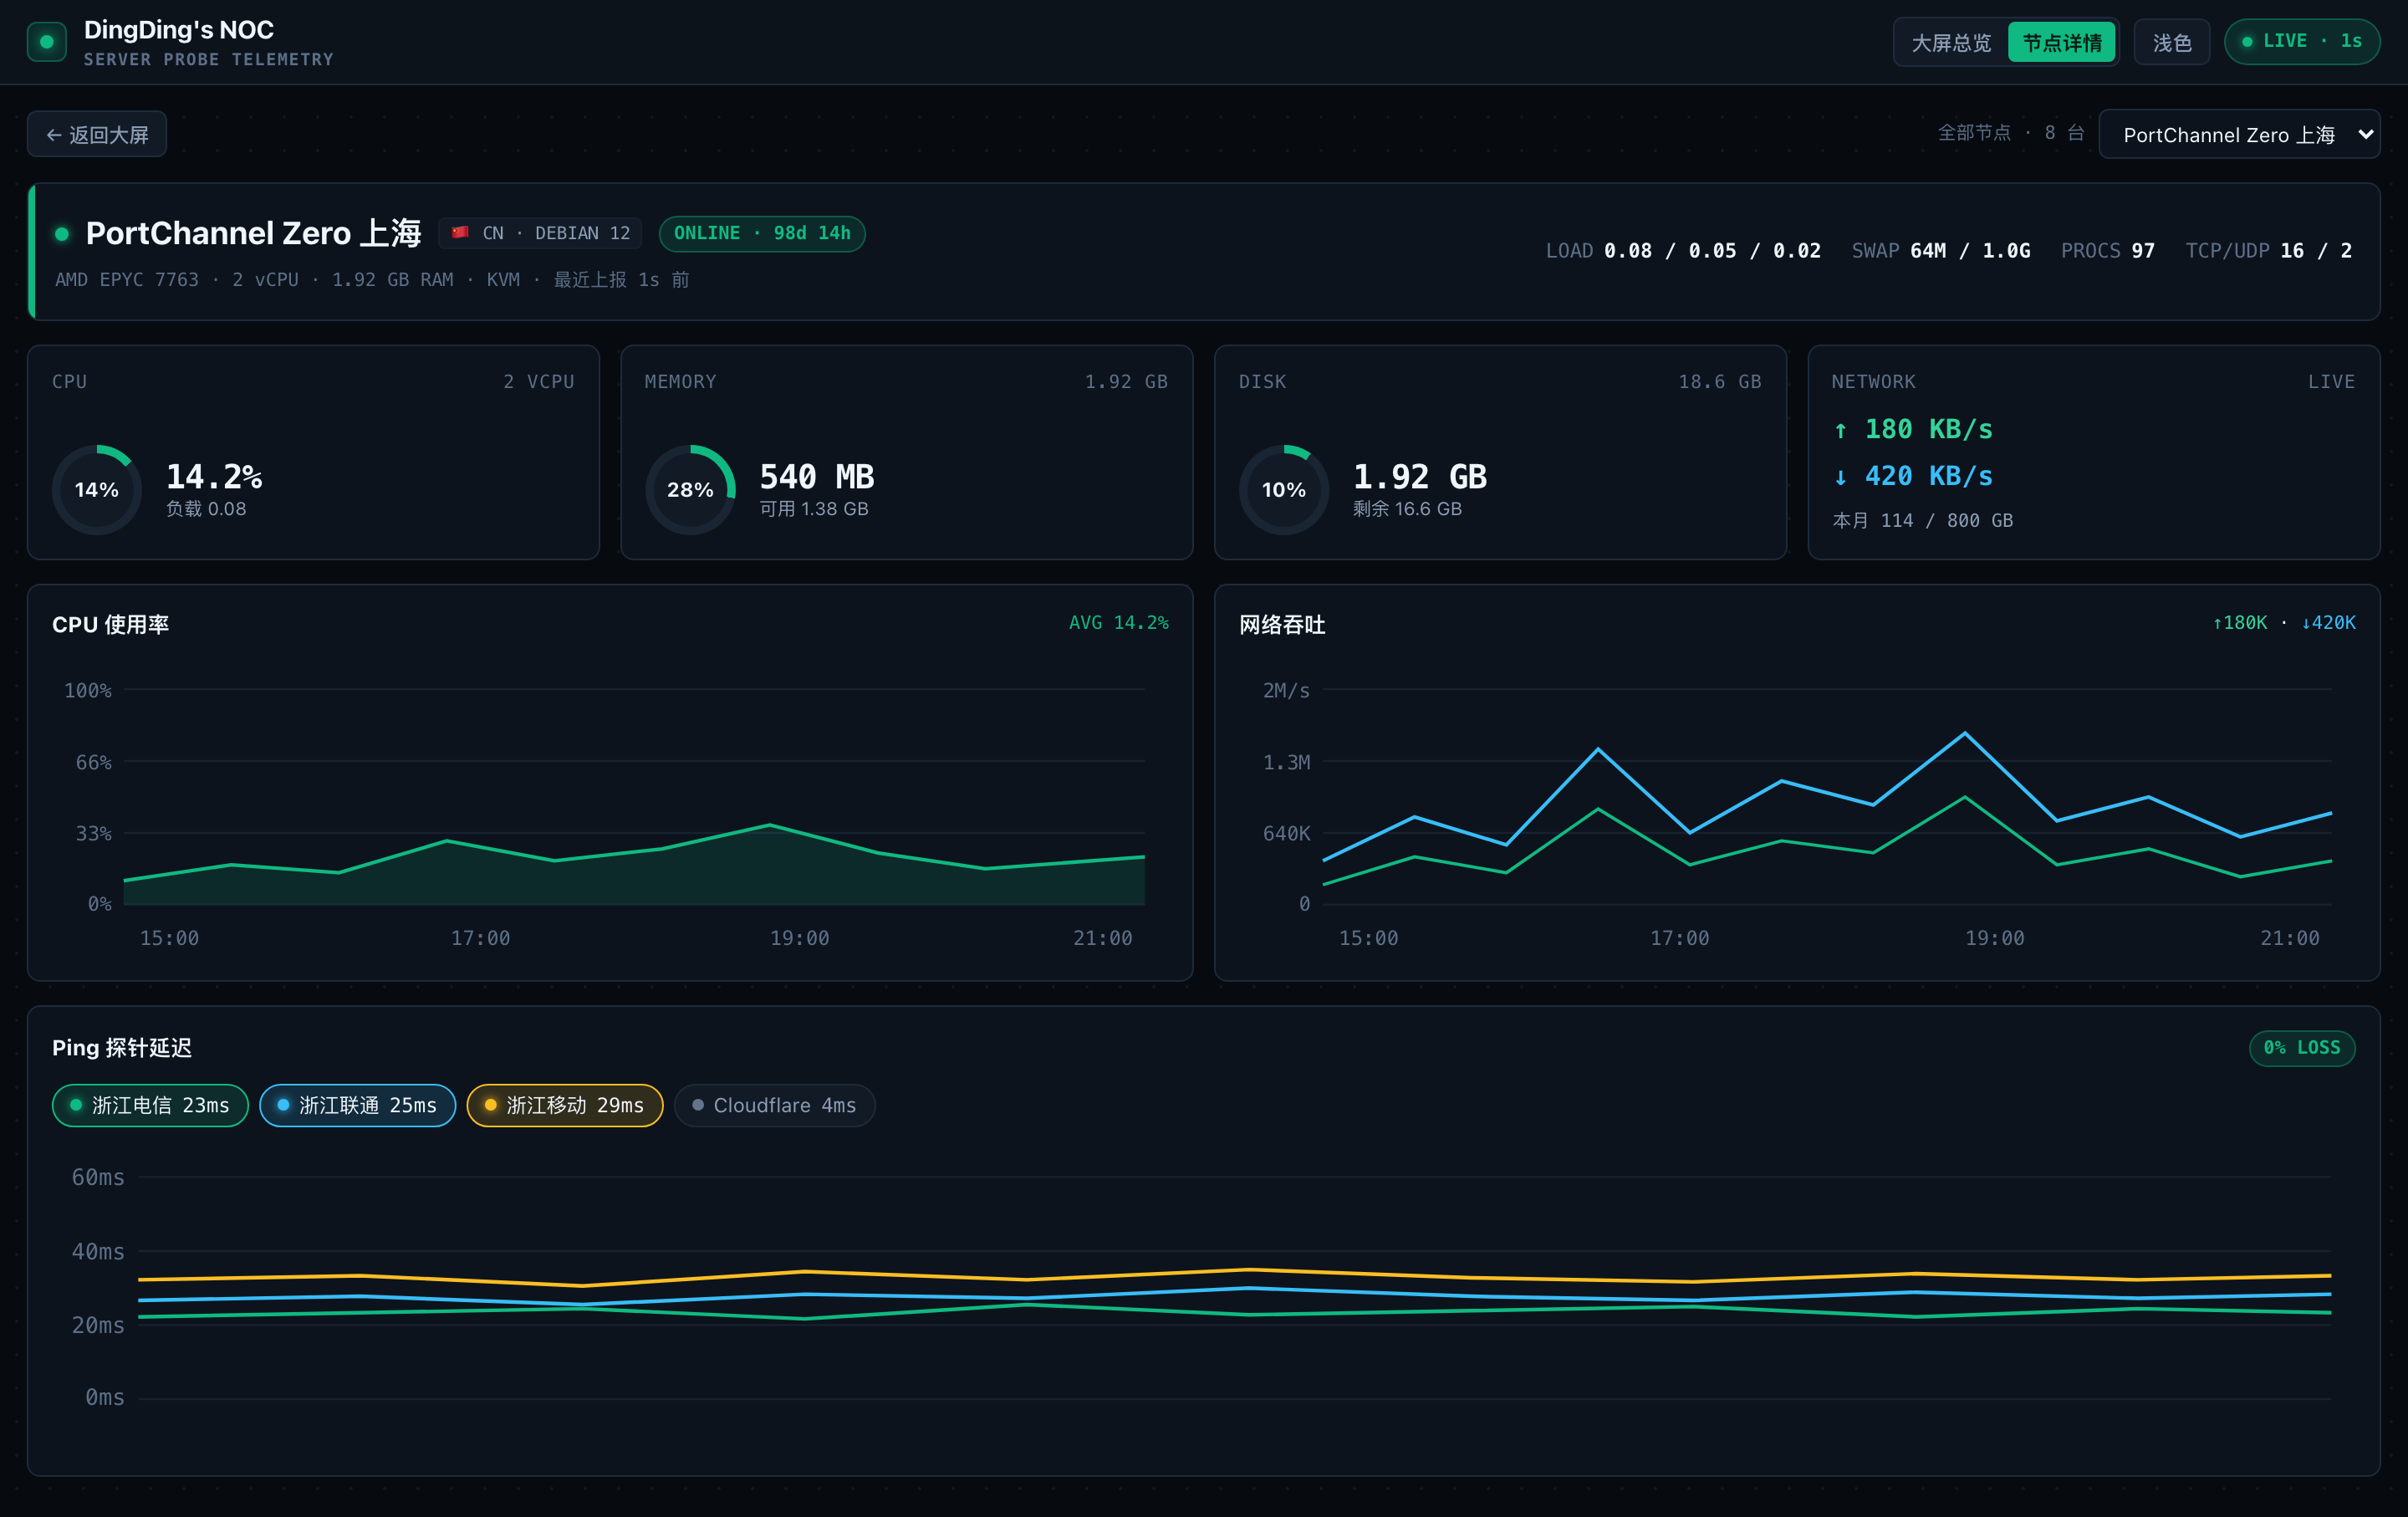 DingDing's NOC
SERVER PROBE TELEMETRY
大屏总览 节点详情 浅色 LIVE · 1s
← 返回大屏
全部节点 · 8 台 PortChannel Zero 上海
PortChannel Zero 上海 🇨🇳 CN · DEBIAN 12 ONLINE · 98d 14h
AMD EPYC 7763 · 2 vCPU · 1.92 GB RAM · KVM · 最近上报 1s 前
LOAD 0.08 / 0.05 / 0.02 SWAP 64M / 1.0G PROCS 97 TCP/UDP 16 / 2
CPU 2 VCPU
14% 14.2%
负载 0.08
MEMORY 1.92 GB
28% 540 MB
可用 1.38 GB
DISK 18.6 GB
10% 1.92 GB
剩余 16.6 GB
NETWORK LIVE
↑ 180 KB/s
↓ 420 KB/s
本月 114 / 800 GB
CPU 使用率 AVG 14.2%
100%
66%
33%
0%
15:00 17:00 19:00 21:00
网络吞吐 ↑180K · ↓420K
2M/s
1.3M
640K
0
15:00 17:00 19:00 21:00
Ping 探针延迟 0% LOSS
浙江电信 23ms 浙江联通 25ms 浙江移动 29ms Cloudflare 4ms
60ms
40ms
20ms
0ms